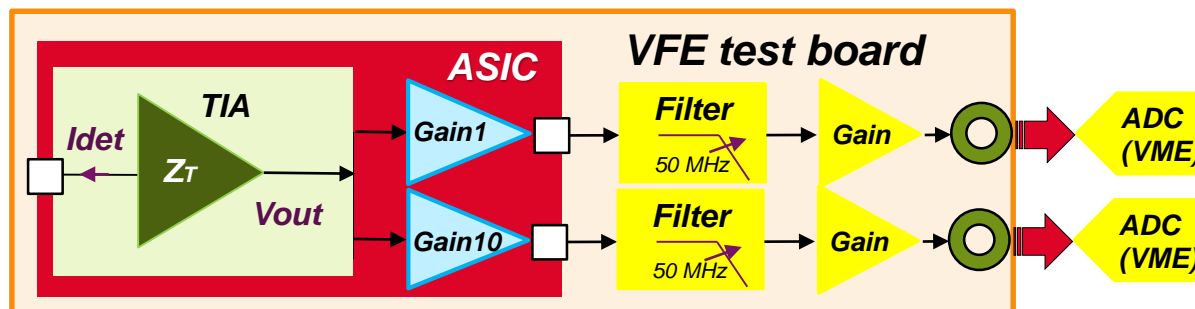 VFE test board
ASIC
TIA
Idet
ZT
Vout
Gain1
Filter
50 MHz
Gain
ADC
(VME)
Gain10
Filter
50 MHz
Gain
ADC
(VME)